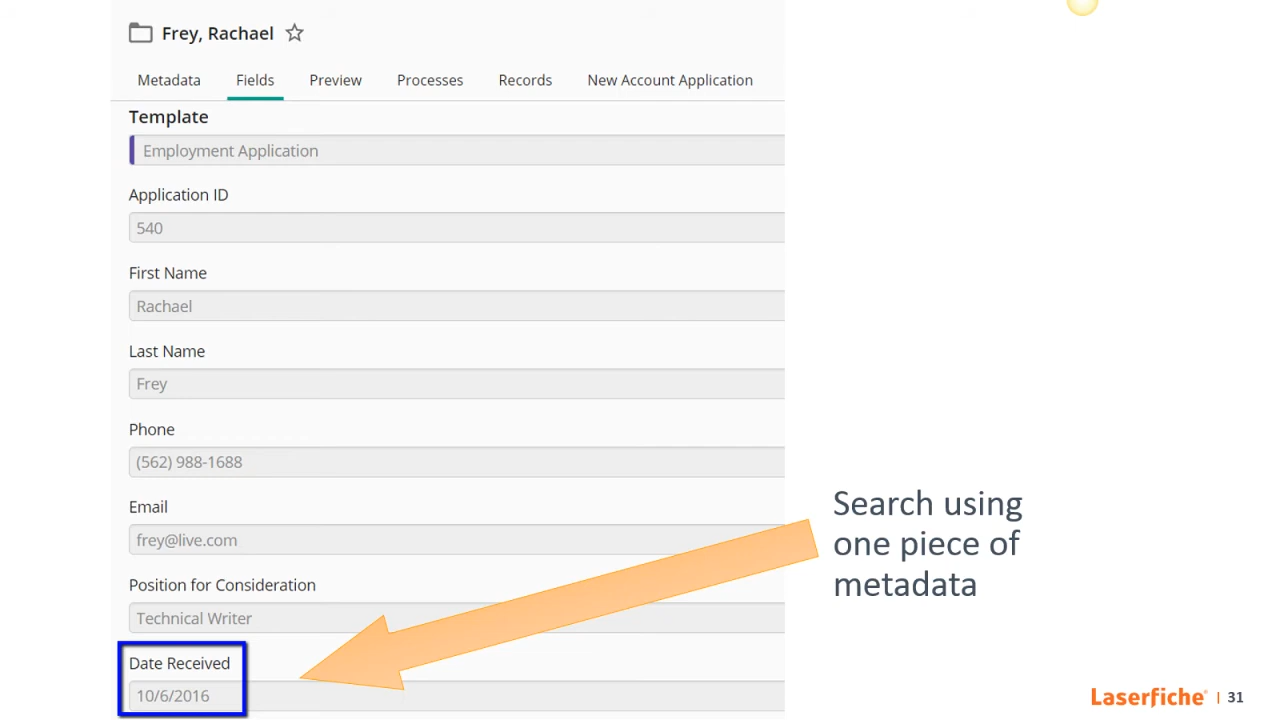 Frey, Rachael
Metadata Fields Preview Processes Records New Account Application
Template
Employment Application
Application ID
540
First Name
Rachael
Last Name
Frey
Phone
(562) 988-1688
Email
frey@live.com
Position for Consideration
Technical Writer
Date Received
10/6/2016
Search using
one piece of
metadata
Laserfiche | 31